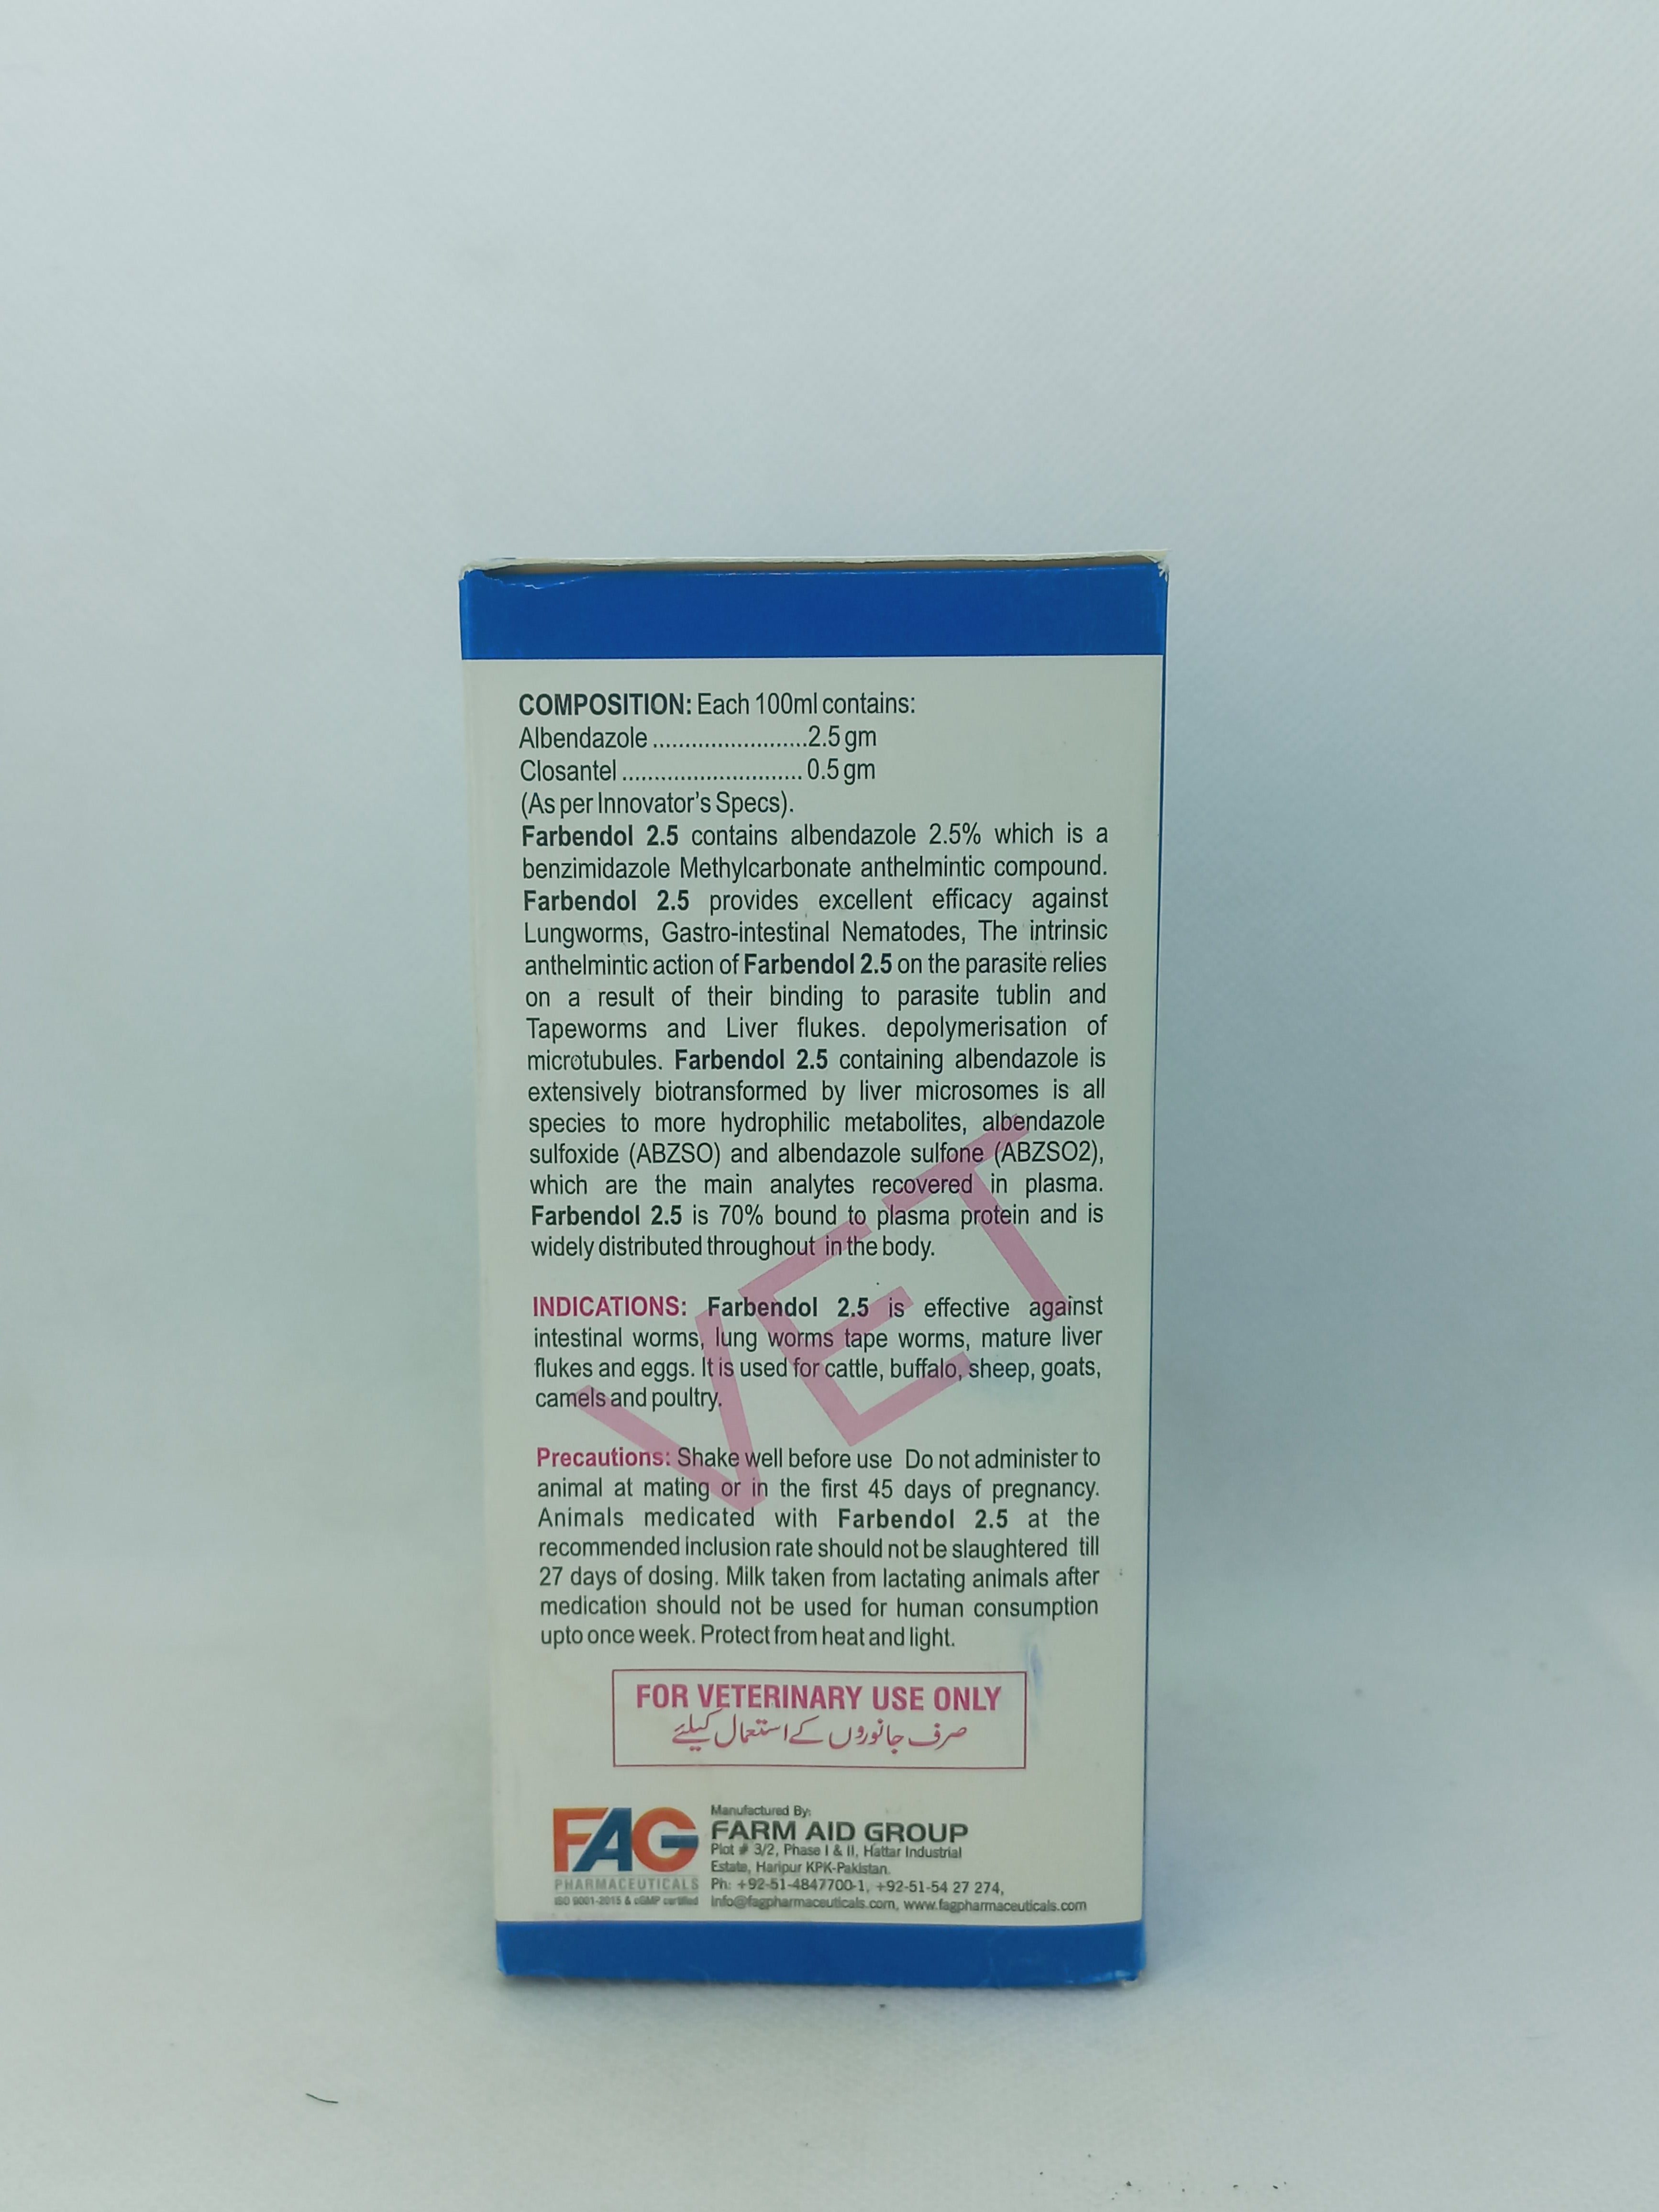 COMPOSITION: Each 100ml contains:
Albendazole ........................2.5 gm
Closantel ............................ 0.5 gm
(As per Innovator's Specs).
Farbendol 2.5 contains albendazole 2.5% which is a
benzimidazole Methylcarbonate anthelmintic compound.
Farbendol 2.5 provides excellent efficacy against
Lungworms, Gastro-intestinal Nematodes, The intrinsic
anthelmintic action of Farbendol 2.5 on the parasite relies
on a result of their binding to parasite tublin and
Tapeworms and Liver flukes. depolymerisation of
microtubules. Farbendol 2.5 containing albendazole is
extensively biotransformed by liver microsomes is all
species to more hydrophilic metabolites, albendazole
sulfoxide (ABZSO) and albendazole sulfone (ABZSO2),
which are the main analytes recovered in plasma.
Farbendol 2.5 is 70% bound to plasma protein and is
widely distributed throughout in the body.
INDICATIONS: Farbendol 2.5 is effective against
intestinal worms, lung worms tape worms, mature liver
flukes and eggs. It is used for cattle, buffalo, sheep, goats,
camels and poultry.
VET
Precautions: Shake well before use Do not administer to
animal at mating or in the first 45 days of pregnancy.
Animals medicated with Farbendol 2.5 at the
recommended inclusion rate should not be slaughtered till
27 days of dosing. Milk taken from lactating animals after
medication should not be used for human consumption
upto once week. Protect from heat and light.
FOR VETERINARY USE ONLY
صرف جانوروں کے استعمال کیلئے
FAG
PHARMACEUTICALS
ISO 9001-2015 & cGMP certified
Manufactured By:
FARM AID GROUP
Plot # 3/2, Phase I & II, Hattar Industrial
Estate, Haripur KPK-Pakistan.
Ph: +92-51-4847700-1, +92-51-54 27 274,
info@fagpharmaceuticals.com, www.fagpharmaceuticals.com